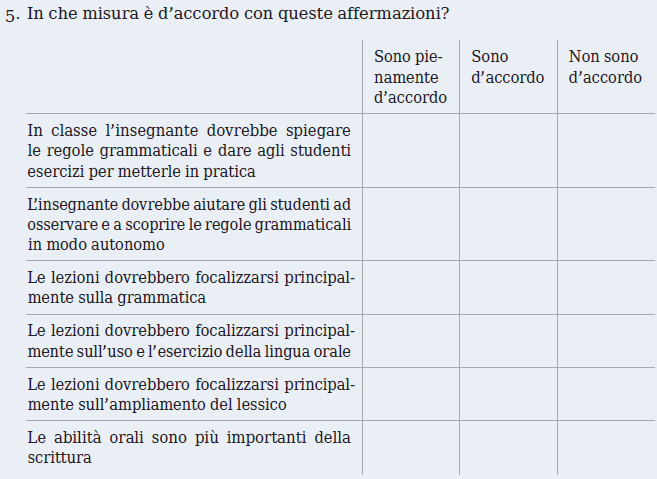 5. In che misura è d’accordo con queste affermazioni?
Sono pie-
namente
d’accordo
Sono
d’accordo
Non sono
d’accordo
In classe l’insegnante dovrebbe spiegare
le regole grammaticali e dare agli studenti
esercizi per metterle in pratica
L’insegnante dovrebbe aiutare gli studenti ad
osservare e a scoprire le regole grammaticali
in modo autonomo
Le lezioni dovrebbero focalizzarsi principal-
mente sulla grammatica
Le lezioni dovrebbero focalizzarsi principal-
mente sull’uso e l’esercizio della lingua orale
Le lezioni dovrebbero focalizzarsi principal-
mente sull’ampliamento del lessico
Le abilità orali sono più importanti della
scrittura